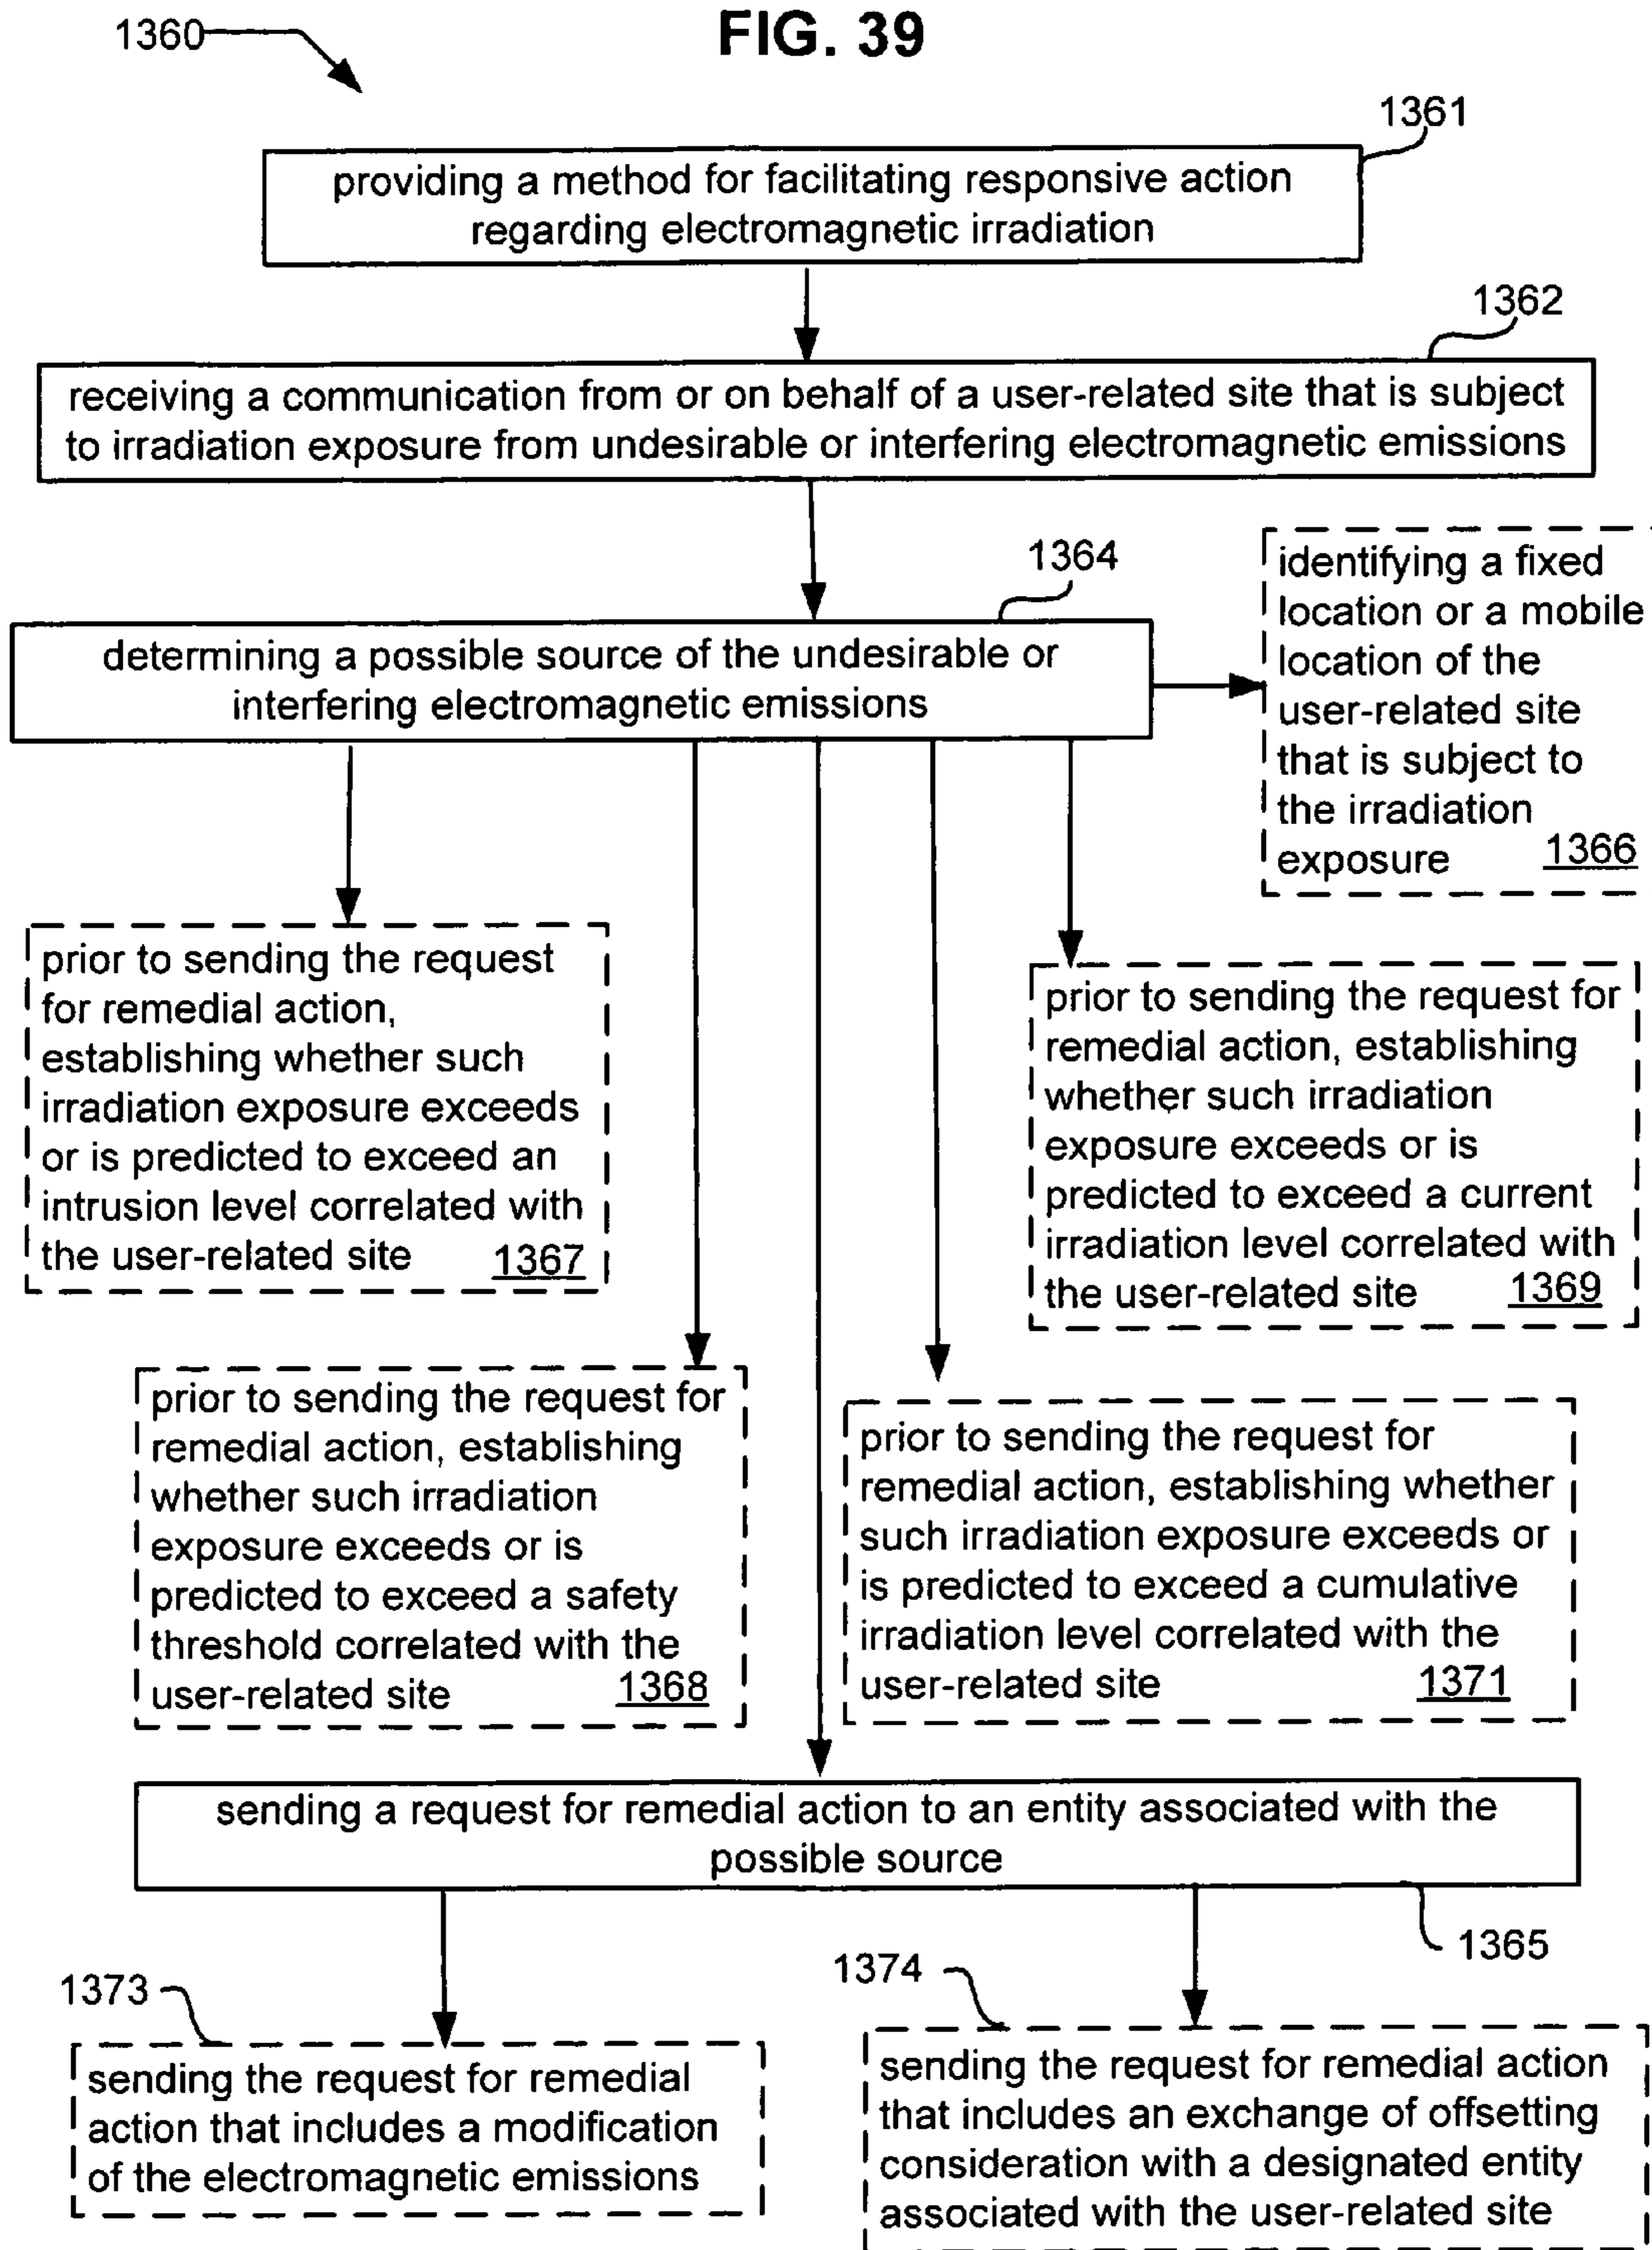 FIG. 39
1360
1361
providing a method for facilitating responsive action
regarding electromagnetic irradiation
1362
receiving a communication from or on behalf of a user-related site that is subject
to irradiation exposure from undesirable or interfering electromagnetic emissions
1364
determining a possible source of the undesirable or
interfering electromagnetic emissions
identifying a fixed
location or a mobile
location of the
user-related site
that is subject to
the irradiation
exposure 1366
prior to sending the request
for remedial action,
establishing whether such
irradiation exposure exceeds
or is predicted to exceed an
intrusion level correlated with
the user-related site 1367
prior to sending the request for
remedial action, establishing
whether such irradiation
exposure exceeds or is
predicted to exceed a current
irradiation level correlated with
the user-related site 1369
prior to sending the request for
remedial action, establishing
whether such irradiation
exposure exceeds or is
predicted to exceed a safety
threshold correlated with the
user-related site 1368
prior to sending the request for
remedial action, establishing whether
such irradiation exposure exceeds or
is predicted to exceed a cumulative
irradiation level correlated with the
user-related site 1371
sending a request for remedial action to an entity associated with the
possible source
1365
1373
sending the request for remedial
action that includes a modification
of the electromagnetic emissions
1374
sending the request for remedial action
that includes an exchange of offsetting
consideration with a designated entity
associated with the user-related site